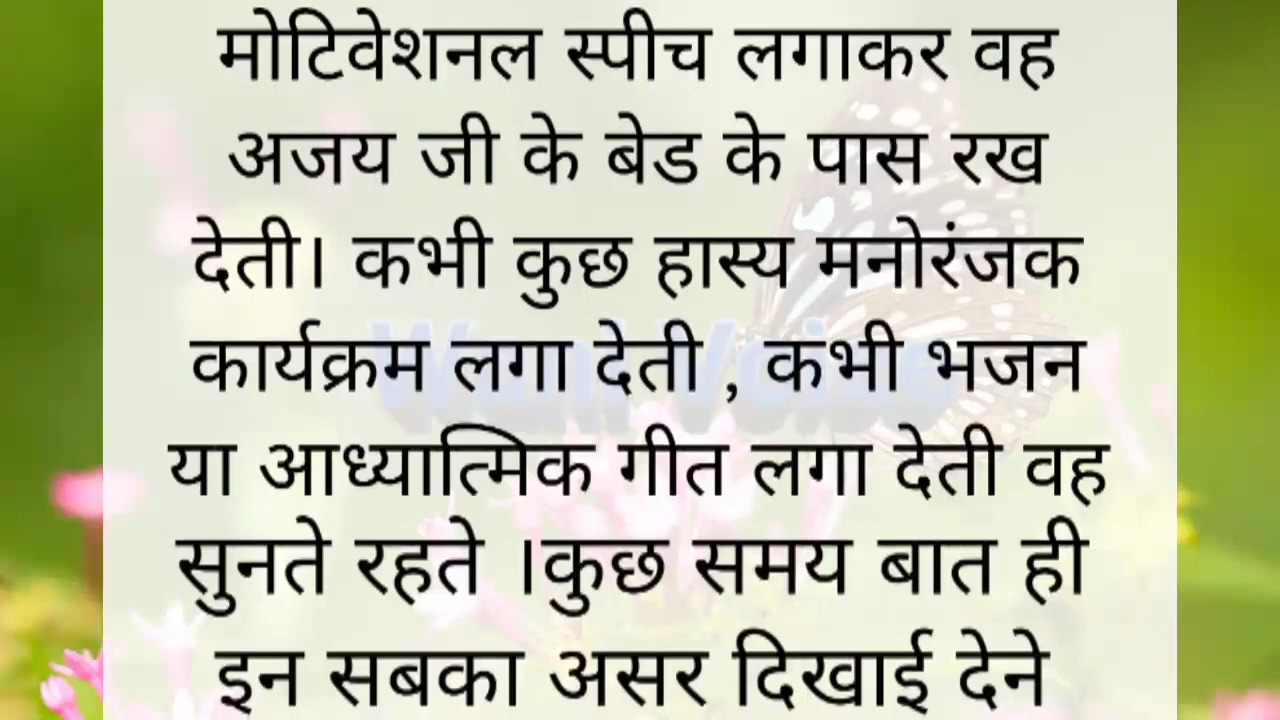 मोटिवेशनल स्पीच लगाकर वह
अजय जी के बेड के पास रख
देती। कभी कुछ हास्य मनोरंजक
कार्यक्रम लगा देती , कभी भजन
या आध्यात्मिक गीत लगा देती वह
सुनते रहते ।कुछ समय बात ही
इन सबका असर दिखाई देने